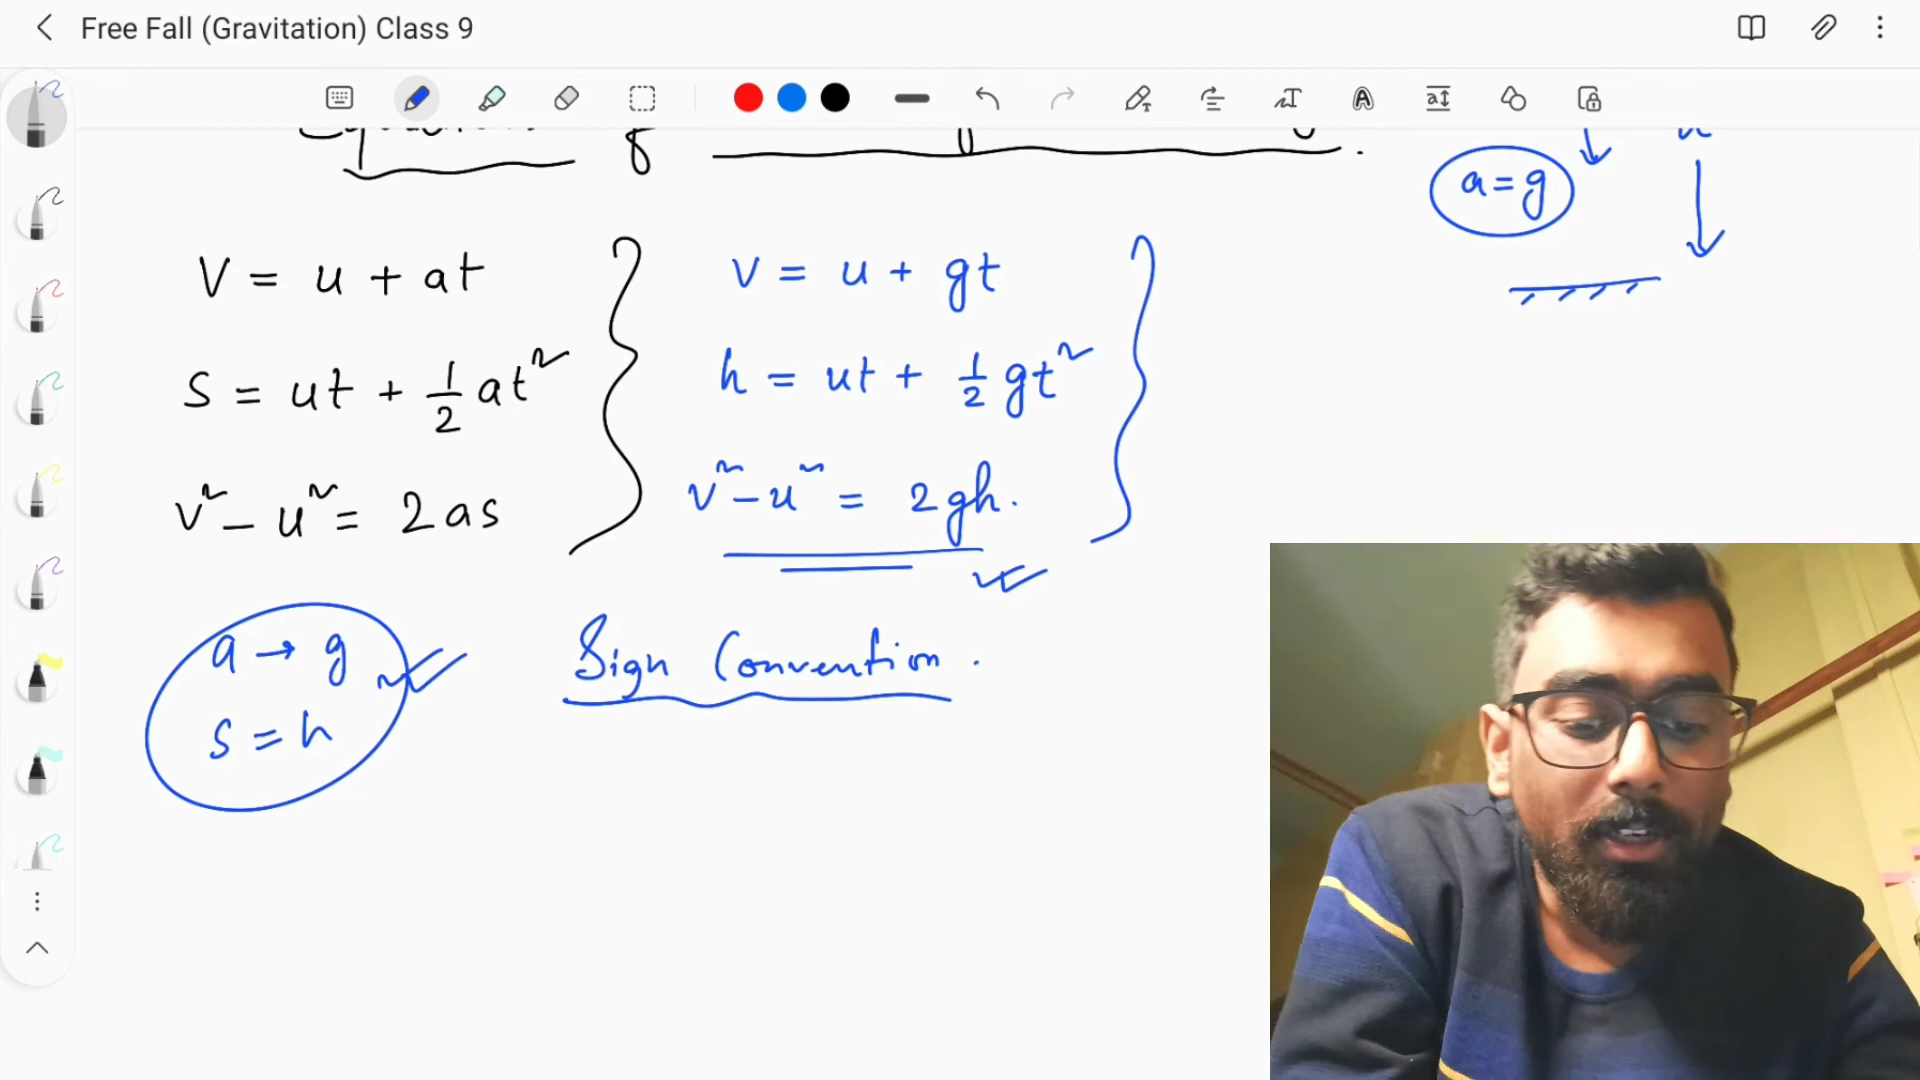 Free Fall (Gravitation) Class 9
a = g
V = u + at
v = u + gt
S = ut + 1/2 at²
h = ut + 1/2 gt²
v² - u² = 2as
v² - u² = 2gh.
a → g
Sign Convention.
s = h